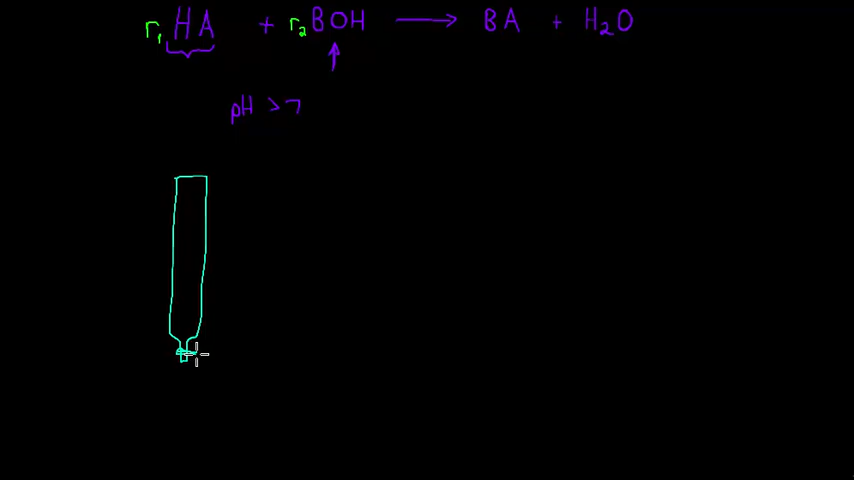 r₁ HA + r₂ BOH ⟶ BA + H₂O
pH > 7